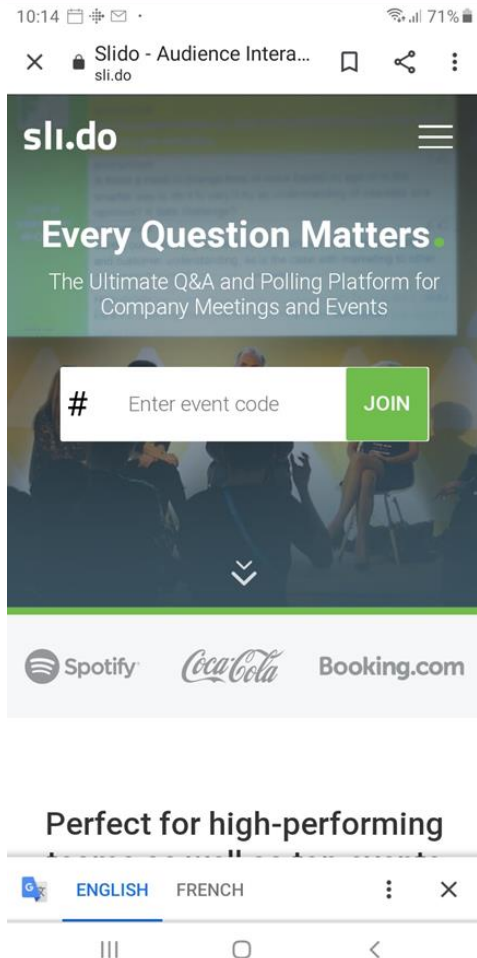 10:14
71%
Slido - Audience Intera...
sli.do
slı.do
Every Question Matters.
The Ultimate Q&A and Polling Platform for
Company Meetings and Events
# Enter event code JOIN
Spotify Coca-Cola Booking.com
Perfect for high-performing
ENGLISH FRENCH